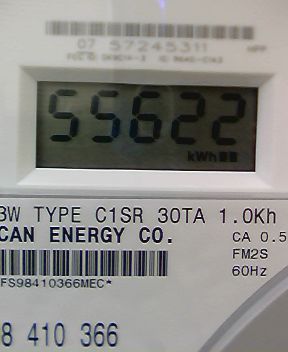 07 57245311
55622
kWh
3W TYPE C1SR 30TA 1.0Kh
CAN ENERGY CO.
CA 0.5
FM2S
60Hz
FS98410366MEC*
8 410 366